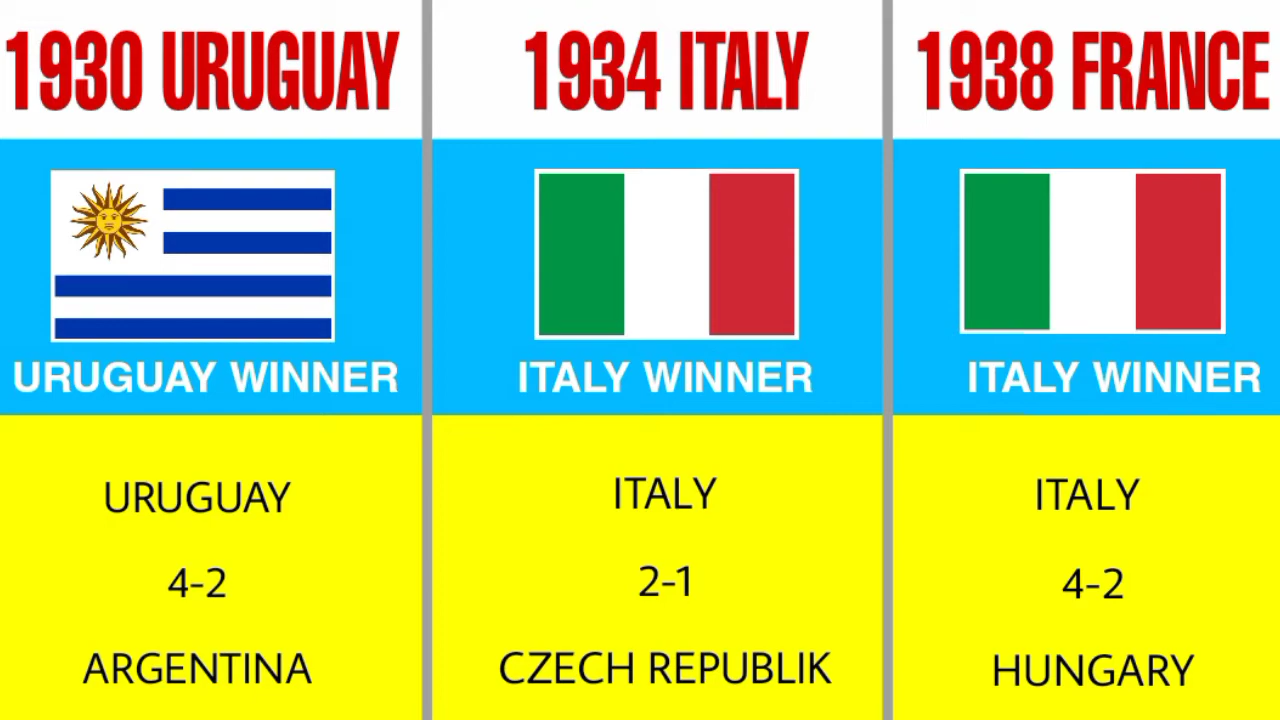 1930 URUGUAY
URUGUAY WINNER
URUGUAY
4-2
ARGENTINA
1934 ITALY
ITALY WINNER
ITALY
2-1
CZECH REPUBLIK
1938 FRANCE
ITALY WINNER
ITALY
4-2
HUNGARY